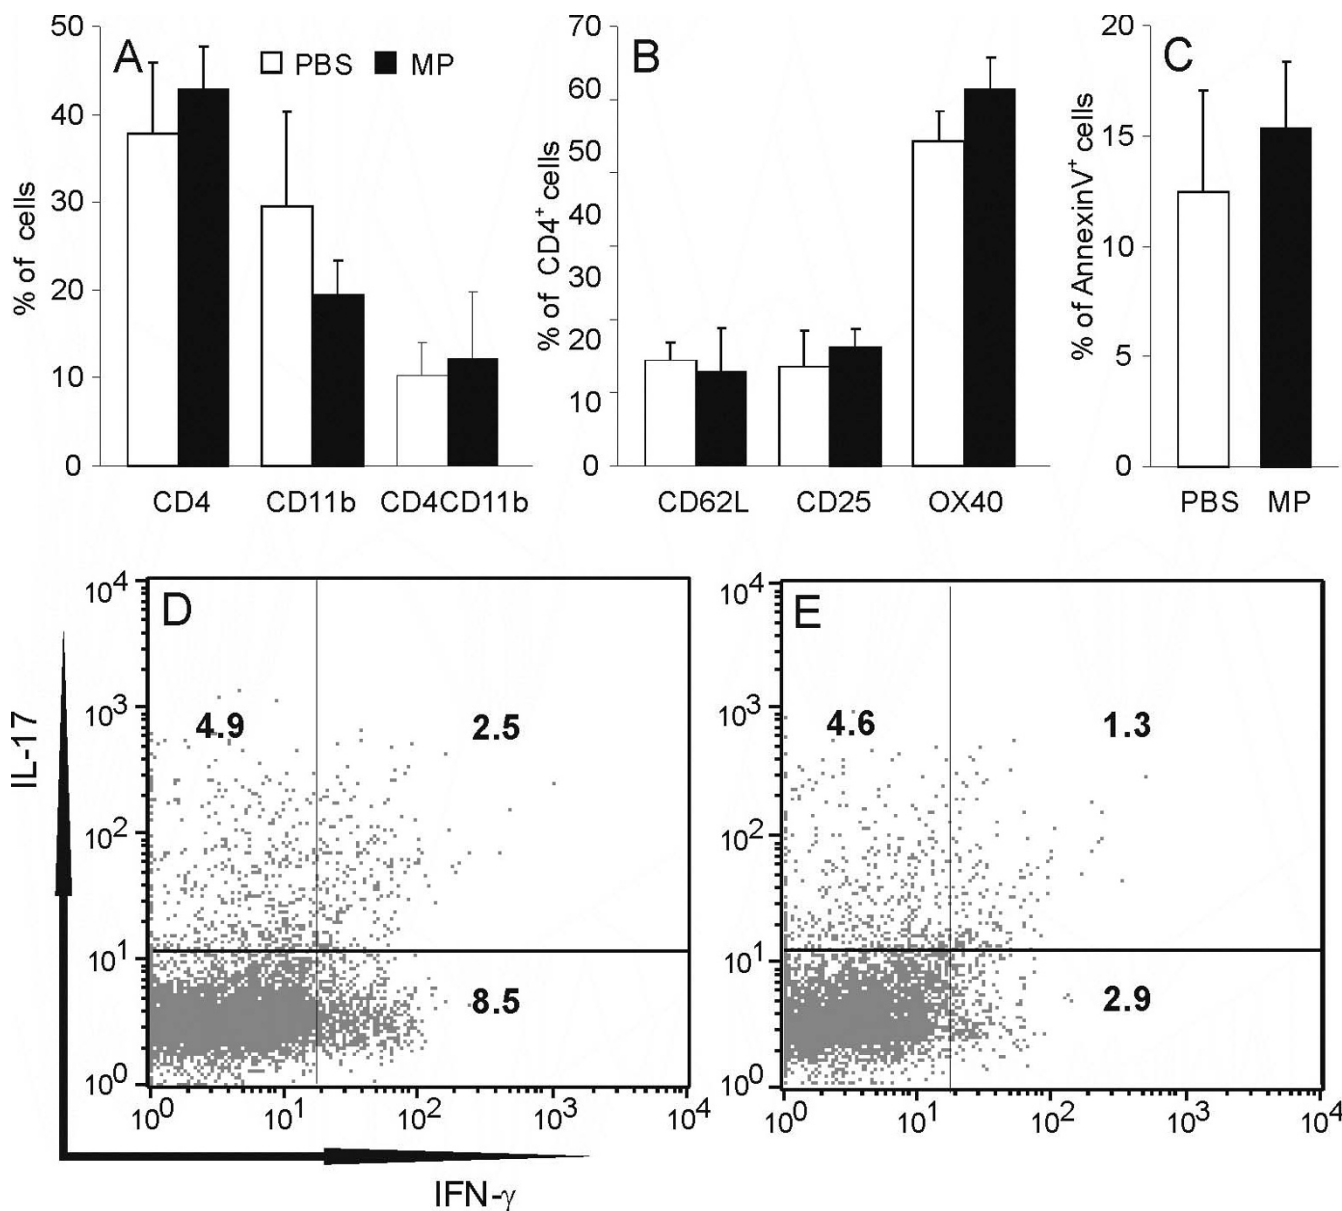 A
PBS MP
% of cells
50
40
30
20
10
0
CD4 CD11b CD4CD11b
B
% of CD4+ cells
70
60
50
40
30
20
10
0
CD62L CD25 OX40
C
% of AnnexinV+ cells
20
15
10
5
0
PBS MP
D
IL-17
10^4
10^3
10^2
10^1
10^0
4.9 2.5
8.5
10^0 10^1 10^2 10^3 10^4
IFN-γ
E
10^4
10^3
10^2
10^1
10^0
4.6 1.3
2.9
10^0 10^1 10^2 10^3 10^4